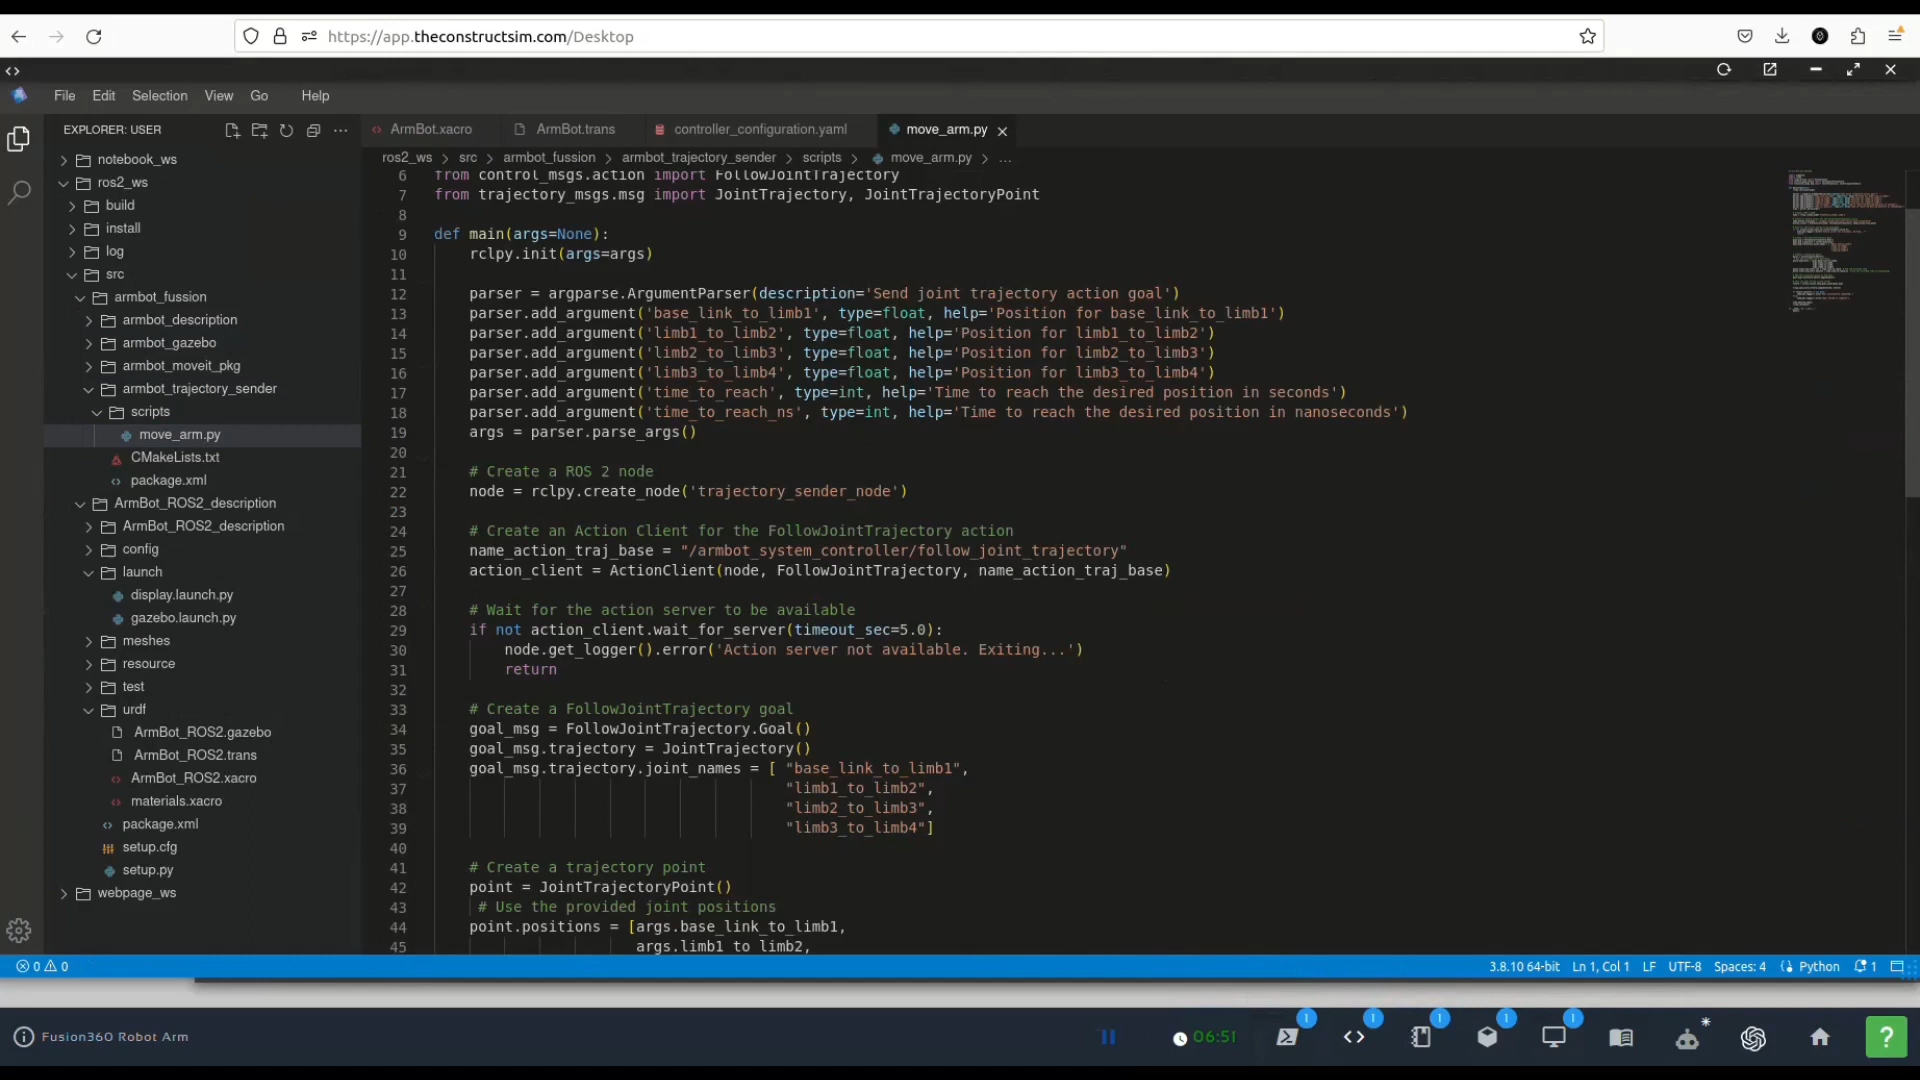 https://app.theconstructsim.com/Desktop
File Edit Selection View Go Help
EXPLORER: USER
notebook_ws
ros2_ws
build
install
log
src
armbot_fussion
armbot_description
armbot_gazebo
armbot_moveit_pkg
armbot_trajectory_sender
scripts
move_arm.py
CMakeLists.txt
package.xml
ArmBot_ROS2_description
ArmBot_ROS2_description
config
launch
display.launch.py
gazebo.launch.py
meshes
resource
test
urdf
ArmBot_ROS2.gazebo
ArmBot_ROS2.trans
ArmBot_ROS2.xacro
materials.xacro
package.xml
setup.cfg
setup.py
webpage_ws
ArmBot.xacro ArmBot.trans controller_configuration.yaml move_arm.py
ros2_ws > src > armbot_fussion > armbot_trajectory_sender > scripts > move_arm.py > ...
6 from control_msgs.action import FollowJointTrajectory
7 from trajectory_msgs.msg import JointTrajectory, JointTrajectoryPoint
8
9 def main(args=None):
10 rclpy.init(args=args)
11
12 parser = argparse.ArgumentParser(description='Send joint trajectory action goal')
13 parser.add_argument('base_link_to_limb1', type=float, help='Position for base_link_to_limb1')
14 parser.add_argument('limb1_to_limb2', type=float, help='Position for limb1_to_limb2')
15 parser.add_argument('limb2_to_limb3', type=float, help='Position for limb2_to_limb3')
16 parser.add_argument('limb3_to_limb4', type=float, help='Position for limb3_to_limb4')
17 parser.add_argument('time_to_reach', type=int, help='Time to reach the desired position in seconds')
18 parser.add_argument('time_to_reach_ns', type=int, help='Time to reach the desired position in nanoseconds')
19 args = parser.parse_args()
20
21 # Create a ROS 2 node
22 node = rclpy.create_node('trajectory_sender_node')
23
24 # Create an Action Client for the FollowJointTrajectory action
25 name_action_traj_base = "/armbot_system_controller/follow_joint_trajectory"
26 action_client = ActionClient(node, FollowJointTrajectory, name_action_traj_base)
27
28 # Wait for the action server to be available
29 if not action_client.wait_for_server(timeout_sec=5.0):
30 node.get_logger().error('Action server not available. Exiting...')
31 return
32
33 # Create a FollowJointTrajectory goal
34 goal_msg = FollowJointTrajectory.Goal()
35 goal_msg.trajectory = JointTrajectory()
36 goal_msg.trajectory.joint_names = [ "base_link_to_limb1",
37 "limb1_to_limb2",
38 "limb2_to_limb3",
39 "limb3_to_limb4"]
40
41 # Create a trajectory point
42 point = JointTrajectoryPoint()
43 # Use the provided joint positions
44 point.positions = [args.base_link_to_limb1,
45 args.limb1_to_limb2,
0 0 3.8.10 64-bit Ln 1, Col 1 LF UTF-8 Spaces: 4 Python 1
Fusion360 Robot Arm 06:51 1 1 1 1 1 ?